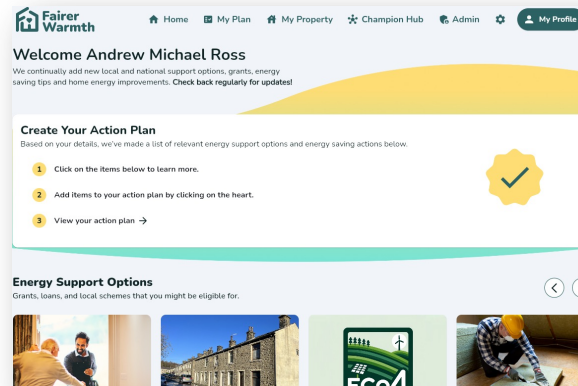 Fairer
Warmth
Home
My Plan
My Property
Champion Hub
Admin
My Profile
Welcome Andrew Michael Ross
We continually add new local and national support options, grants, energy
saving tips and home energy improvements. Check back regularly for updates!
Create Your Action Plan
Based on your details, we've made a list of relevant energy support options and energy saving actions below.
1 Click on the items below to learn more.
2 Add items to your action plan by clicking on the heart.
3 View your action plan →
Energy Support Options
Grants, loans, and local schemes that you might be eligible for.
ECO4